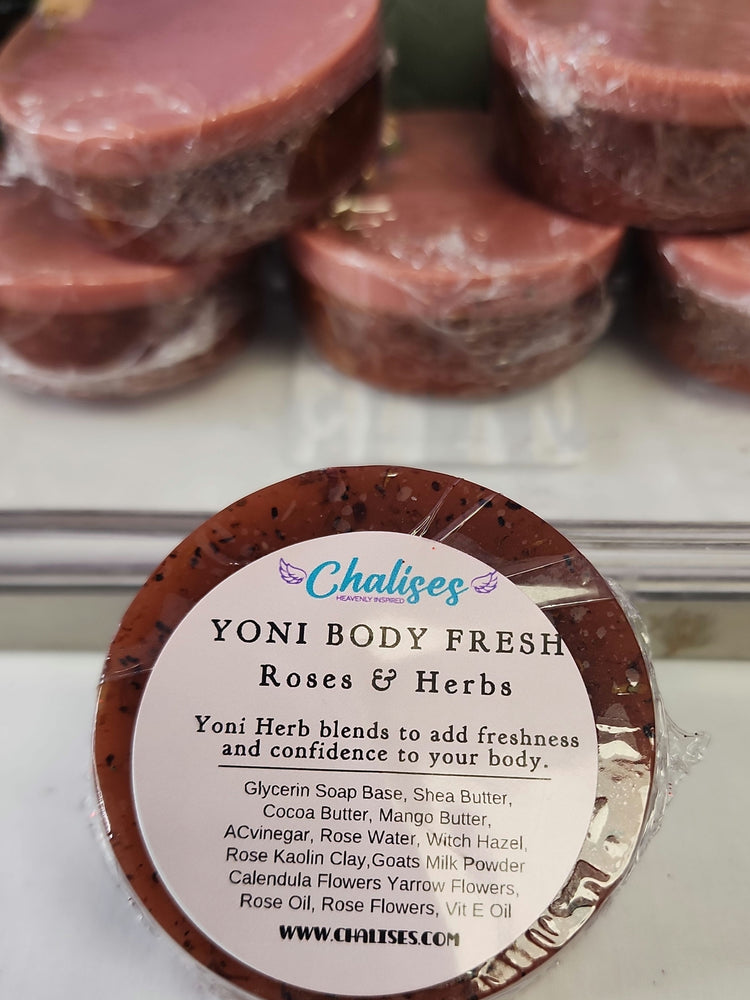 Chalises
HEAVENLY INSPIRED
YONI BODY FRESH
Roses & Herbs
Yoni Herb blends to add freshness
and confidence to your body.
Glycerin Soap Base, Shea Butter,
Cocoa Butter, Mango Butter,
ACvinegar, Rose Water, Witch Hazel,
Rose Kaolin Clay,Goats Milk Powder
Calendula Flowers Yarrow Flowers,
Rose Oil, Rose Flowers, Vit E Oil
WWW.CHALISES.COM